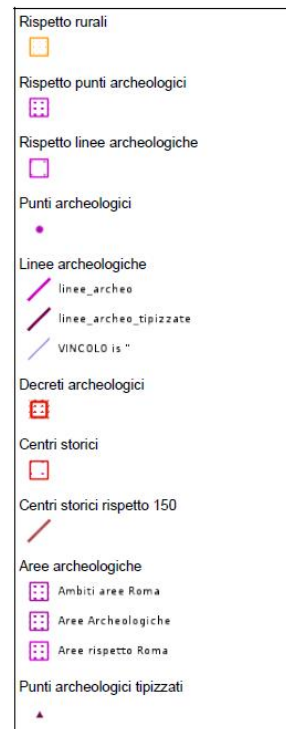 Rispetto rurali
Rispetto punti archeologici
Rispetto linee archeologiche
Punti archeologici
Linee archeologiche
linee_archeo
linee_archeo_tipizzate
VINCOLO is "
Decreti archeologici
Centri storici
Centri storici rispetto 150
Aree archeologiche
Ambiti aree Roma
Aree Archeologiche
Aree rispetto Roma
Punti archeologici tipizzati